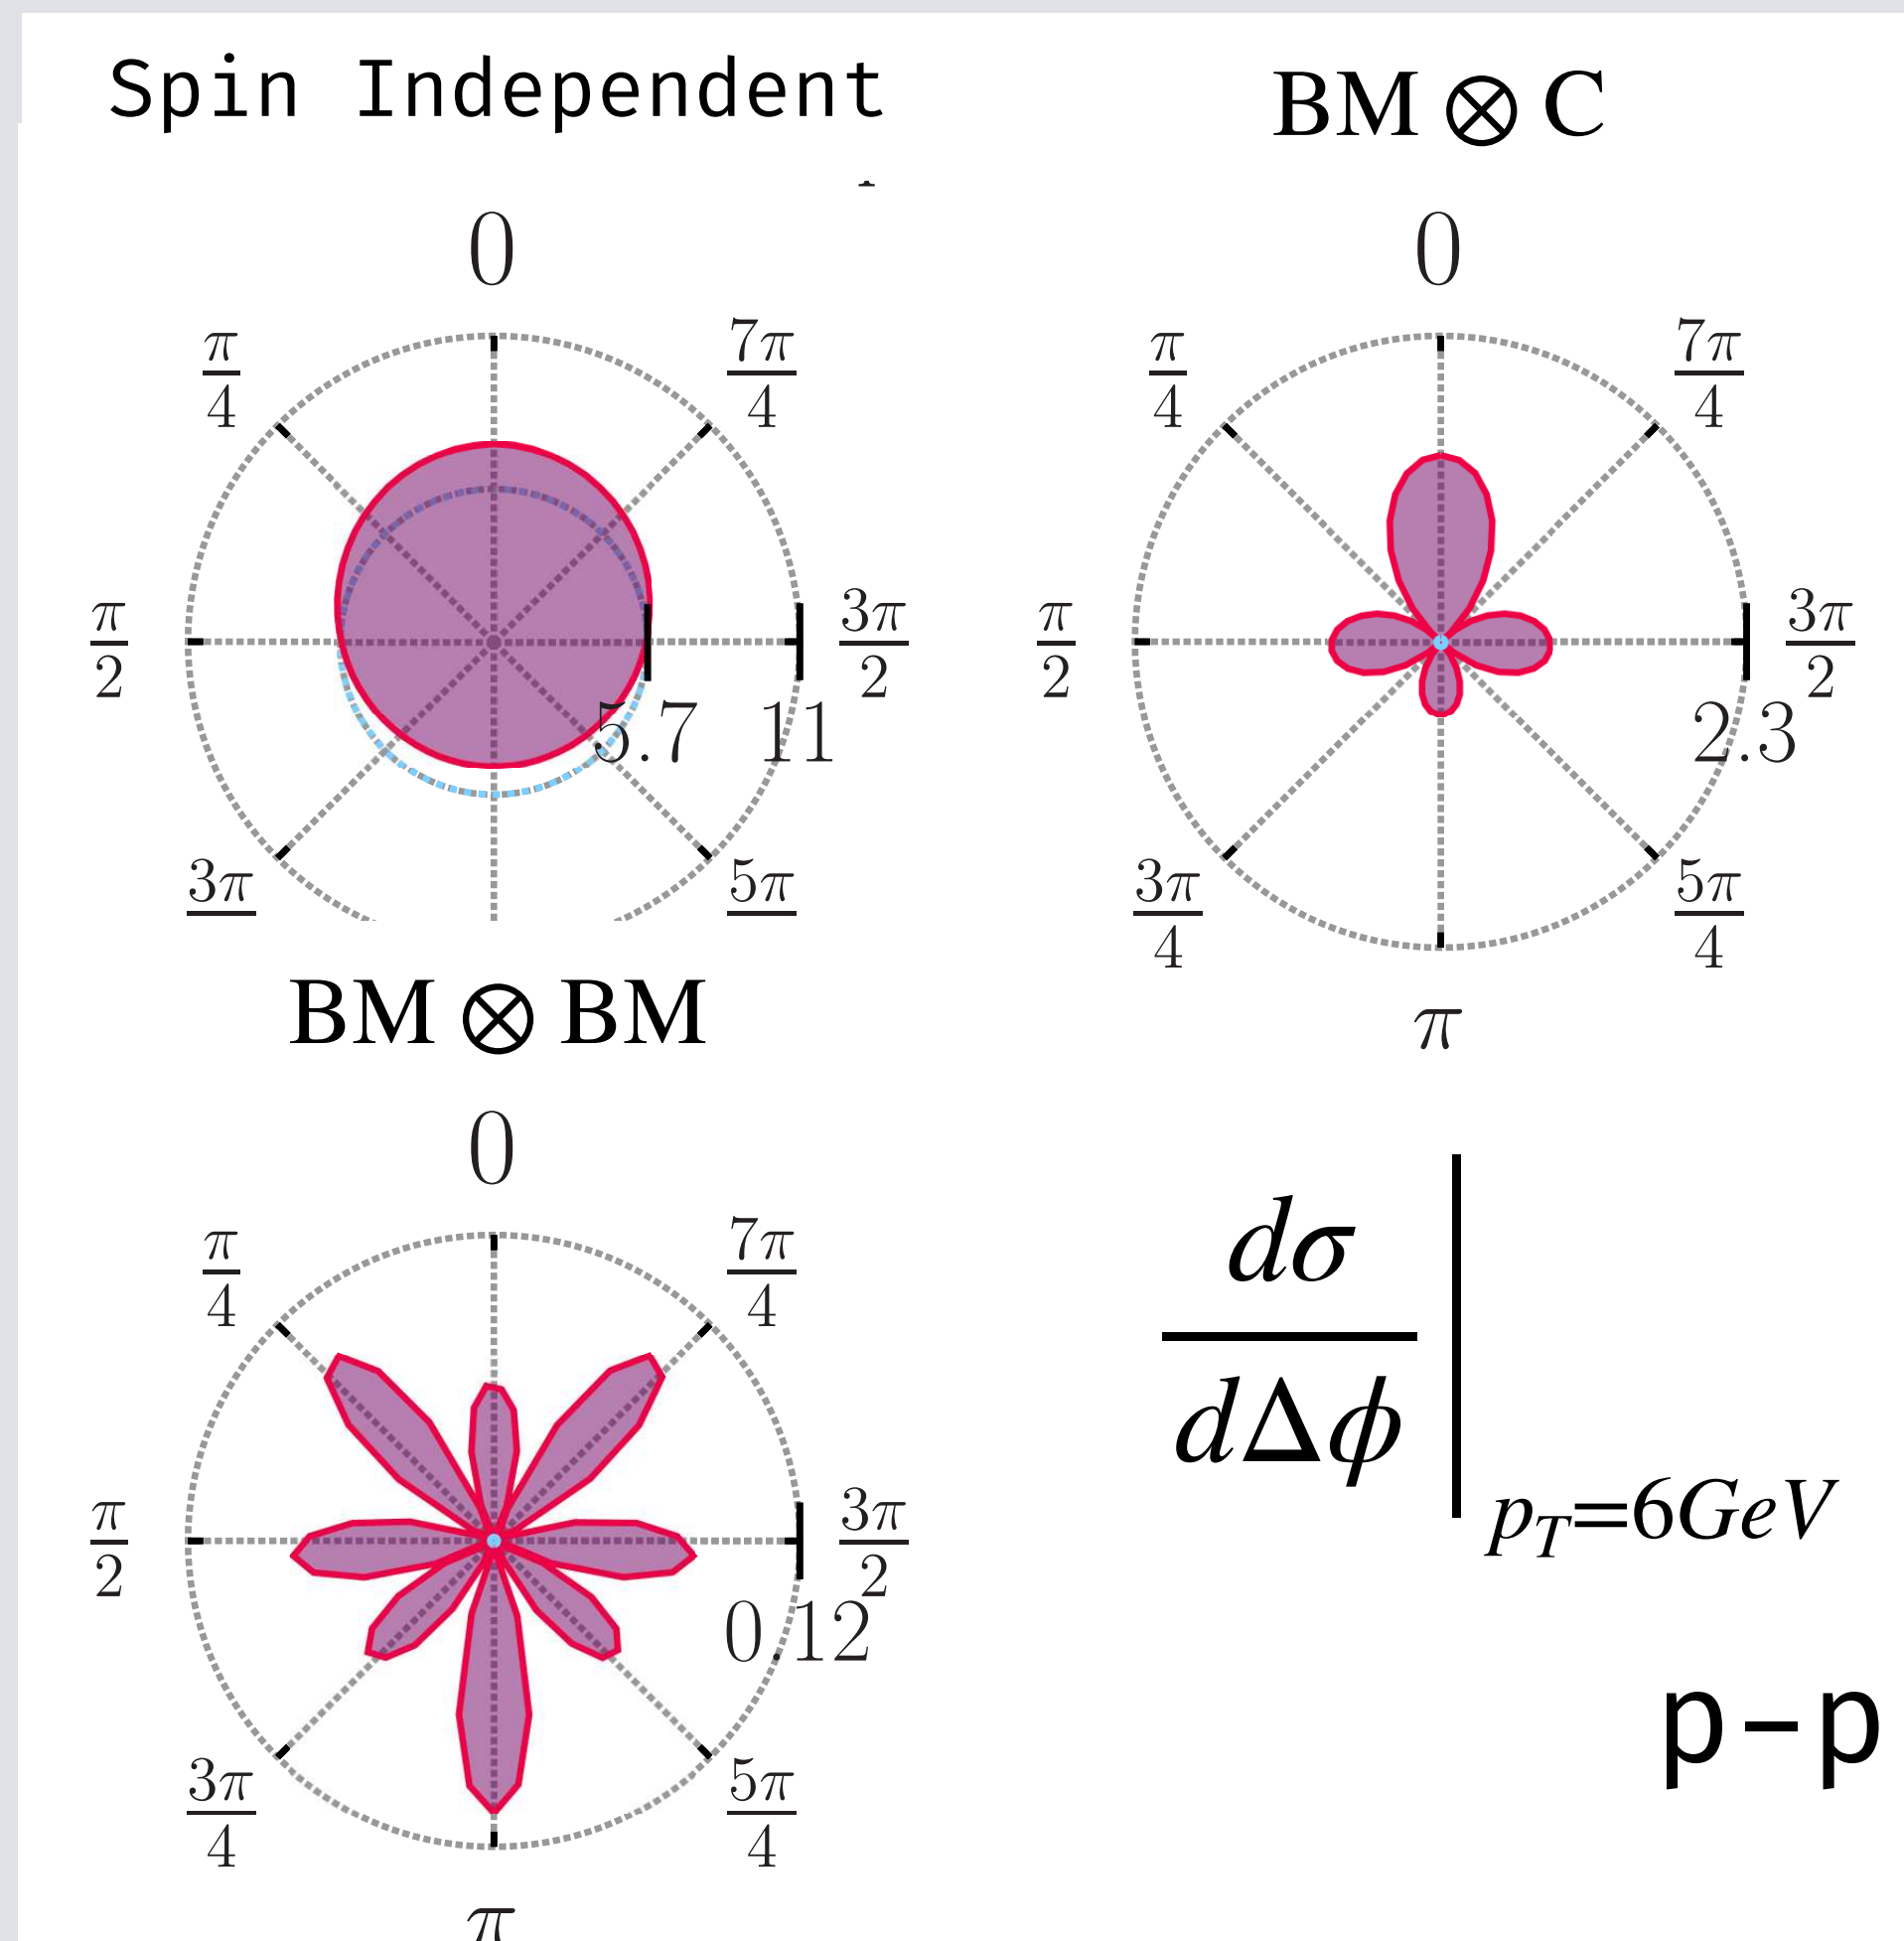 Spin Independent
BM ⊗ C
0
π/4
7π/4
π/2
3π/2
5.7
11
3π
5π
0
π/4
7π/4
π/2
3π/2
2.3
3π/4
5π/4
π
BM ⊗ BM
0
π/4
7π/4
π/2
3π/2
0.12
3π/4
5π/4
π
dσ/dΔϕ|pT=6GeV
p-p